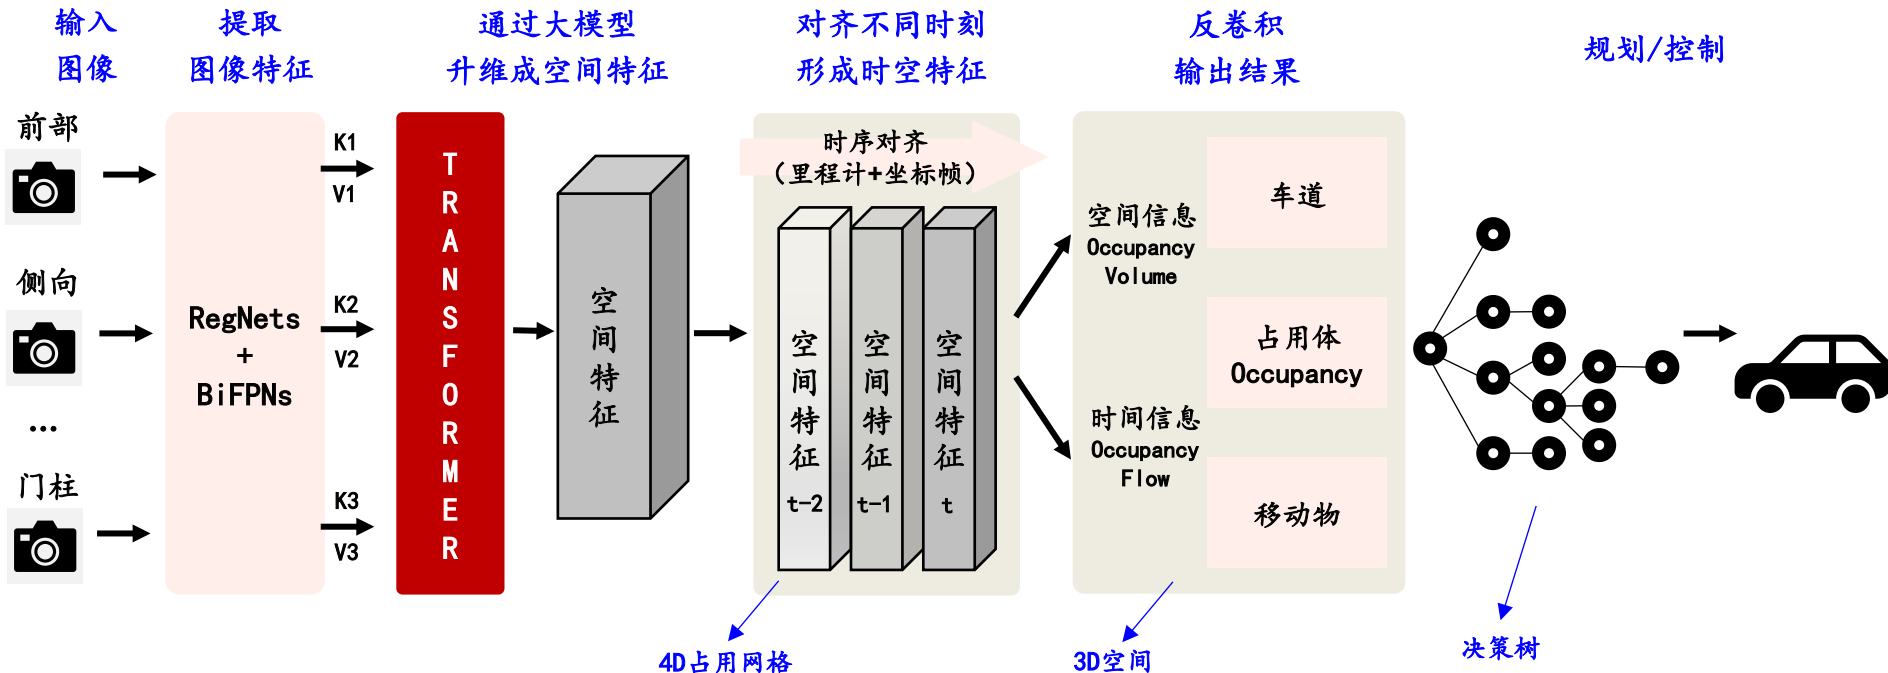 输入
图像
提取
图像特征
通过大模型
升维成空间特征
对齐不同时刻
形成时空特征
反卷积
输出结果
规划/控制
前部
侧向
...
门柱
RegNets
+
BiFPNs
K1
V1
K2
V2
K3
V3
TRANSFORMER
空间特征
时序对齐
(里程计+坐标帧)
空间特征
t-2
空间特征
t-1
空间特征
t
空间信息
Occupancy
Volume
时间信息
Occupancy
Flow
车道
占用体
Occupancy
移动物
4D占用网格
3D空间
决策树